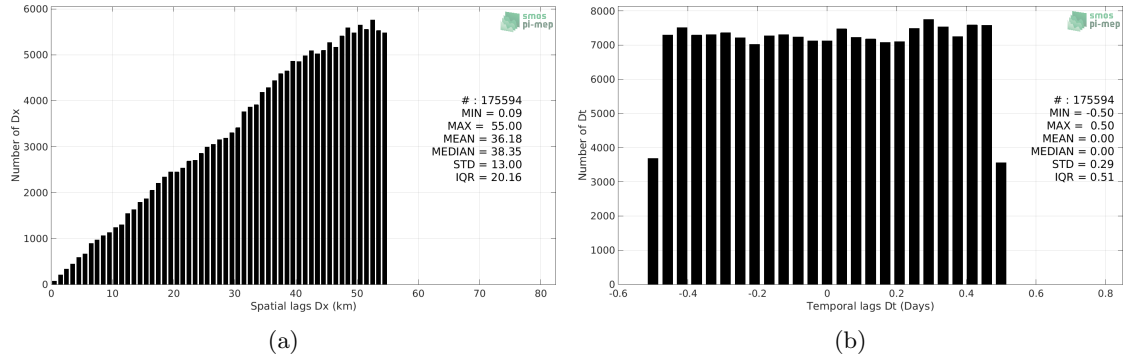 6000
5000
4000
3000
2000
1000
0
Number of Dx
0 10 20 30 40 50 60 70 80
Spatial lags Dx (km)
smos
pi-mep
# : 175594
MIN = 0.09
MAX = 55.00
MEAN = 36.18
MEDIAN = 38.35
STD = 13.00
IQR = 20.16
(a)
8000
7000
6000
5000
4000
3000
2000
1000
0
Number of Dt
-0.6 -0.4 -0.2 0 0.2 0.4 0.6 0.8
Temporal lags Dt (Days)
smos
pi-mep
# : 175594
MIN = -0.50
MAX = 0.50
MEAN = 0.00
MEDIAN = 0.00
STD = 0.29
IQR = 0.51
(b)